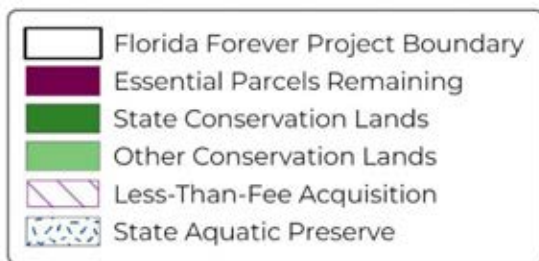 Florida Forever Project Boundary
Essential Parcels Remaining
State Conservation Lands
Other Conservation Lands
Less-Than-Fee Acquisition
State Aquatic Preserve